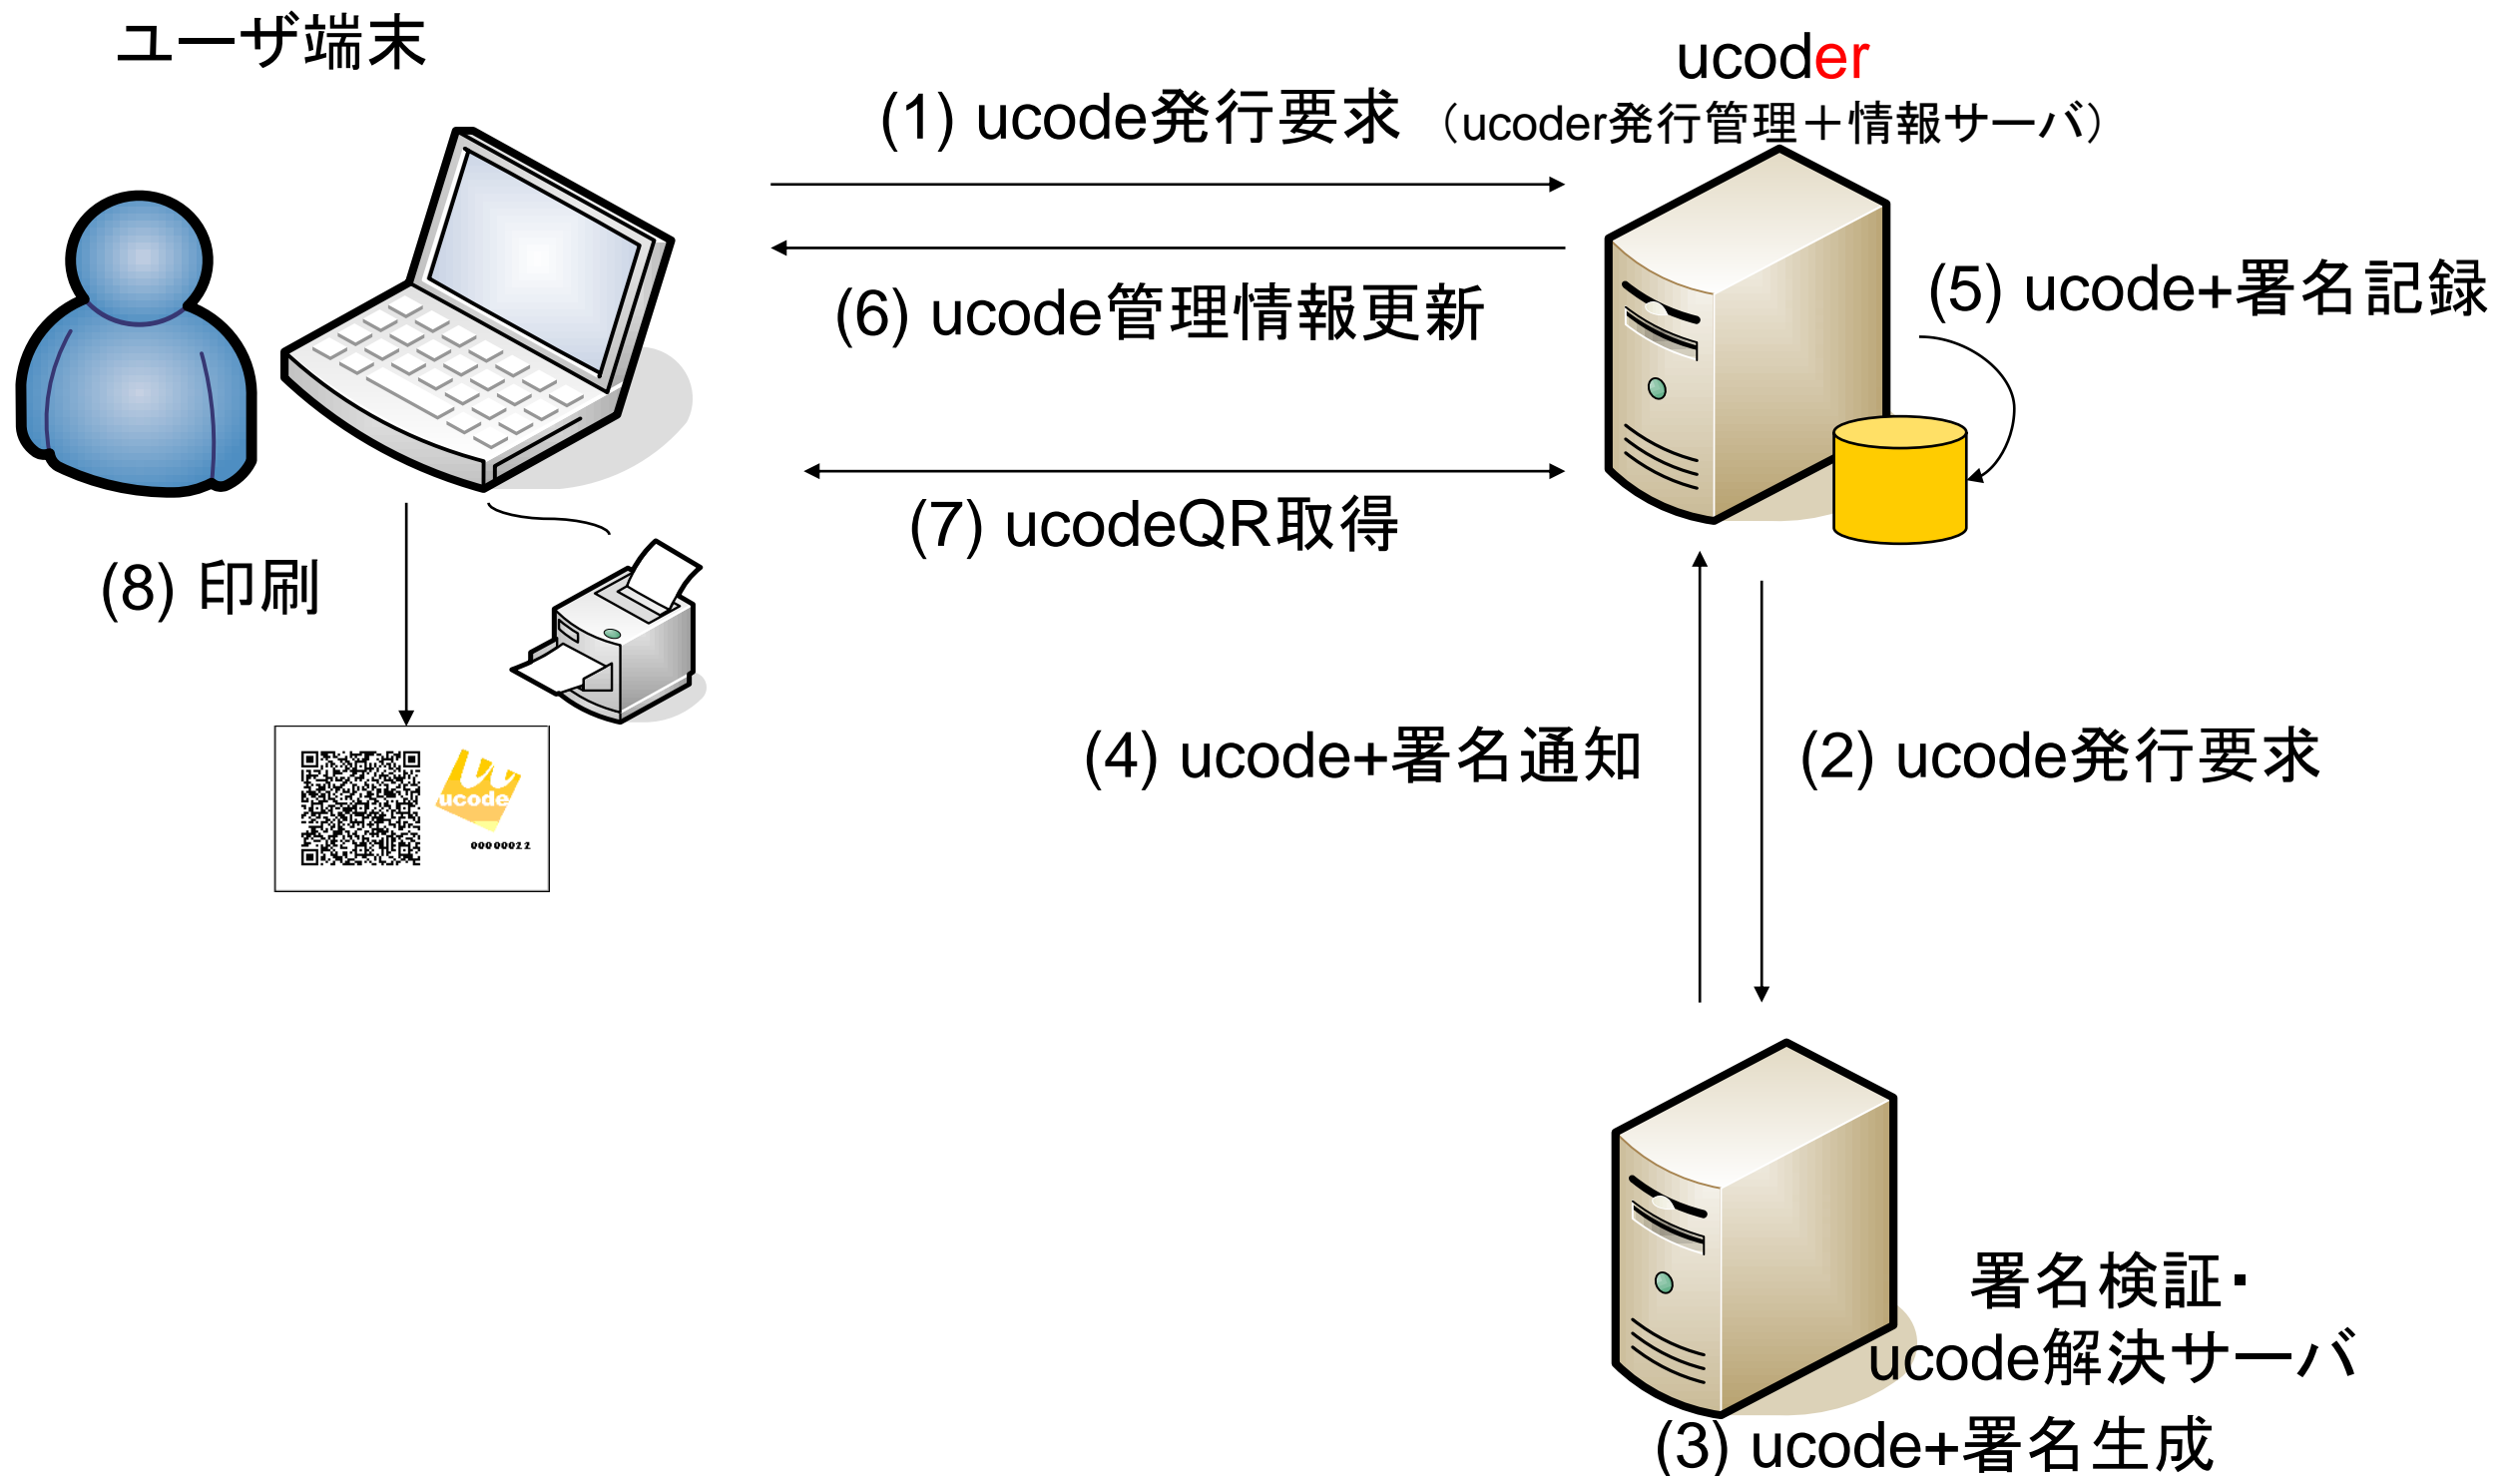 ユーザ端末
ucoder
(1) ucode発行要求
（ucoder発行管理＋情報サーバ）
(6) ucode管理情報更新
(5) ucode+署名記録
(7) ucodeQR取得
(8) 印刷
(4) ucode+署名通知
(2) ucode発行要求
ucode
00000022
署名検証・
ucode解決サーバ
(3) ucode+署名生成